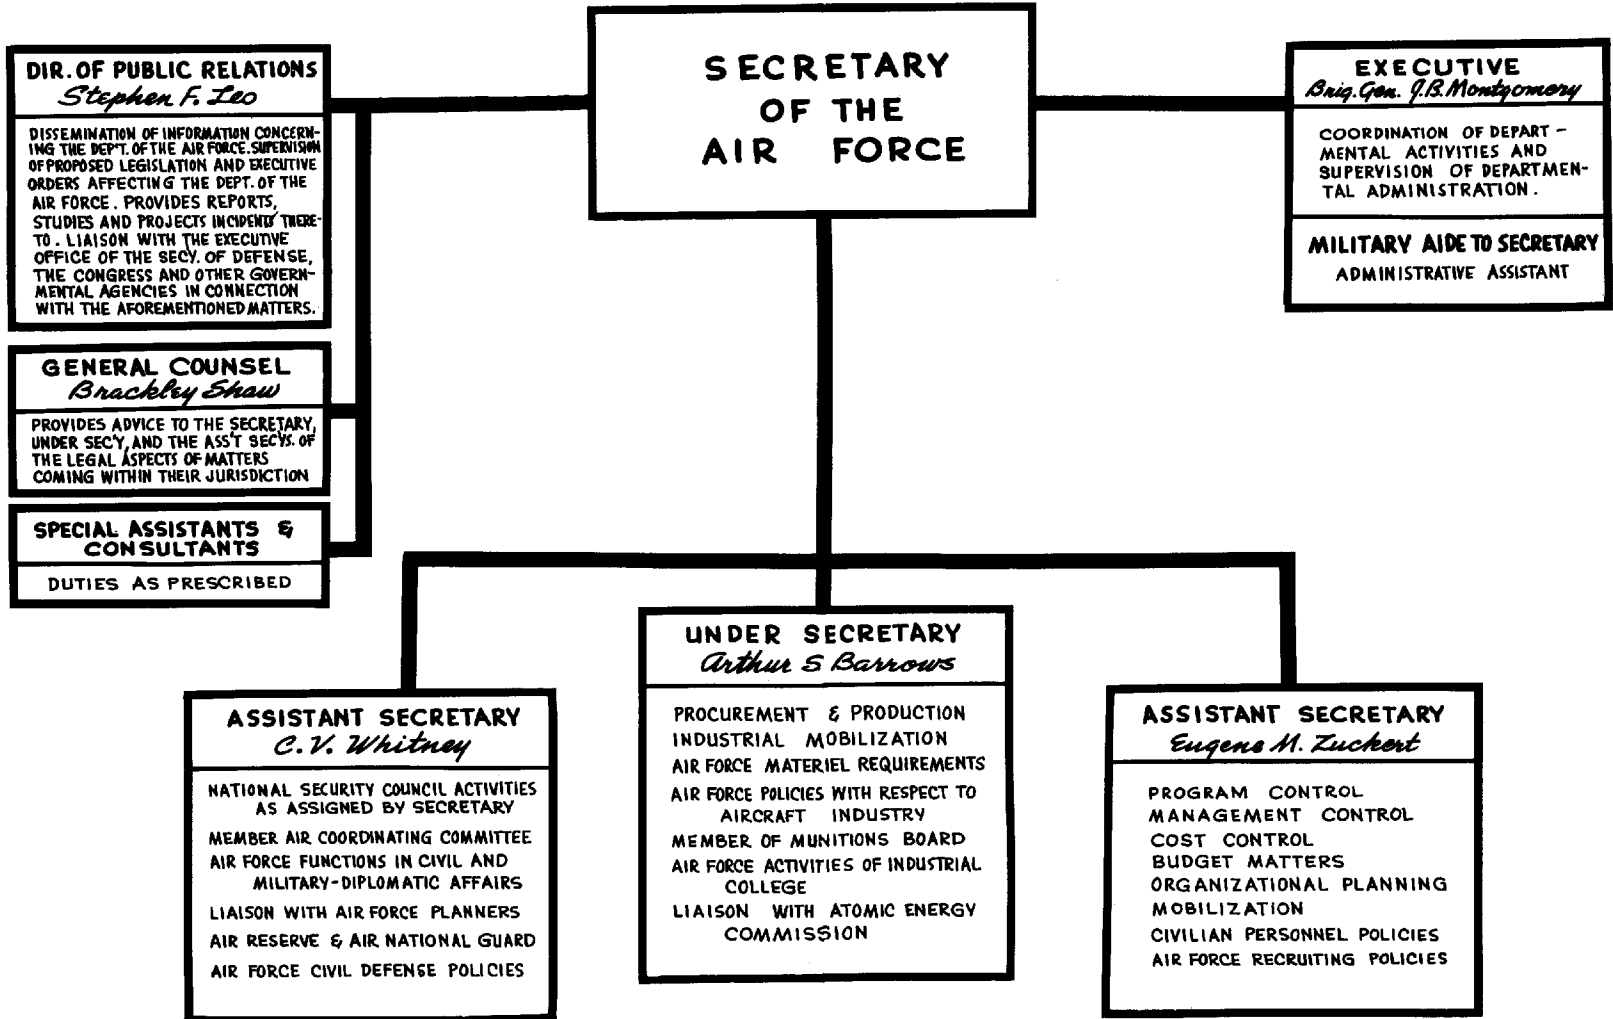 SECRETARY
OF THE
AIR FORCE
DIR. OF PUBLIC RELATIONS
Stephen F. Leo
DISSEMINATION OF INFORMATION CONCERN-
ING THE DEP'T. OF THE AIR FORCE. SUPERVISION
OF PROPOSED LEGISLATION AND EXECUTIVE
ORDERS AFFECTING THE DEPT. OF THE
AIR FORCE. PROVIDES REPORTS,
STUDIES AND PROJECTS INCIDENT THERE-
TO. LIAISON WITH THE EXECUTIVE
OFFICE OF THE SECY. OF DEFENSE,
THE CONGRESS AND OTHER GOVERN-
MENTAL AGENCIES IN CONNECTION
WITH THE AFOREMENTIONED MATTERS.
GENERAL COUNSEL
Brackley Shaw
PROVIDES ADVICE TO THE SECRETARY,
UNDER SEC'Y, AND THE ASS'T SEC'YS. OF
THE LEGAL ASPECTS OF MATTERS
COMING WITHIN THEIR JURISDICTION
SPECIAL ASSISTANTS &
CONSULTANTS
DUTIES AS PRESCRIBED
EXECUTIVE
Brig. Gen. J.B. Montgomery
COORDINATION OF DEPART-
MENTAL ACTIVITIES AND
SUPERVISION OF DEPARTMEN-
TAL ADMINISTRATION.
MILITARY AIDE TO SECRETARY
ADMINISTRATIVE ASSISTANT
ASSISTANT SECRETARY
C. V. Whitney
NATIONAL SECURITY COUNCIL ACTIVITIES
AS ASSIGNED BY SECRETARY
MEMBER AIR COORDINATING COMMITTEE
AIR FORCE FUNCTIONS IN CIVIL AND
MILITARY-DIPLOMATIC AFFAIRS
LIAISON WITH AIR FORCE PLANNERS
AIR RESERVE & AIR NATIONAL GUARD
AIR FORCE CIVIL DEFENSE POLICIES
UNDER SECRETARY
Arthur S Barrows
PROCUREMENT & PRODUCTION
INDUSTRIAL MOBILIZATION
AIR FORCE MATERIEL REQUIREMENTS
AIR FORCE POLICIES WITH RESPECT TO
AIRCRAFT INDUSTRY
MEMBER OF MUNITIONS BOARD
AIR FORCE ACTIVITIES OF INDUSTRIAL
COLLEGE
LIAISON WITH ATOMIC ENERGY
COMMISSION
ASSISTANT SECRETARY
Eugene M. Zuckert
PROGRAM CONTROL
MANAGEMENT CONTROL
COST CONTROL
BUDGET MATTERS
ORGANIZATIONAL PLANNING
MOBILIZATION
CIVILIAN PERSONNEL POLICIES
AIR FORCE RECRUITING POLICIES